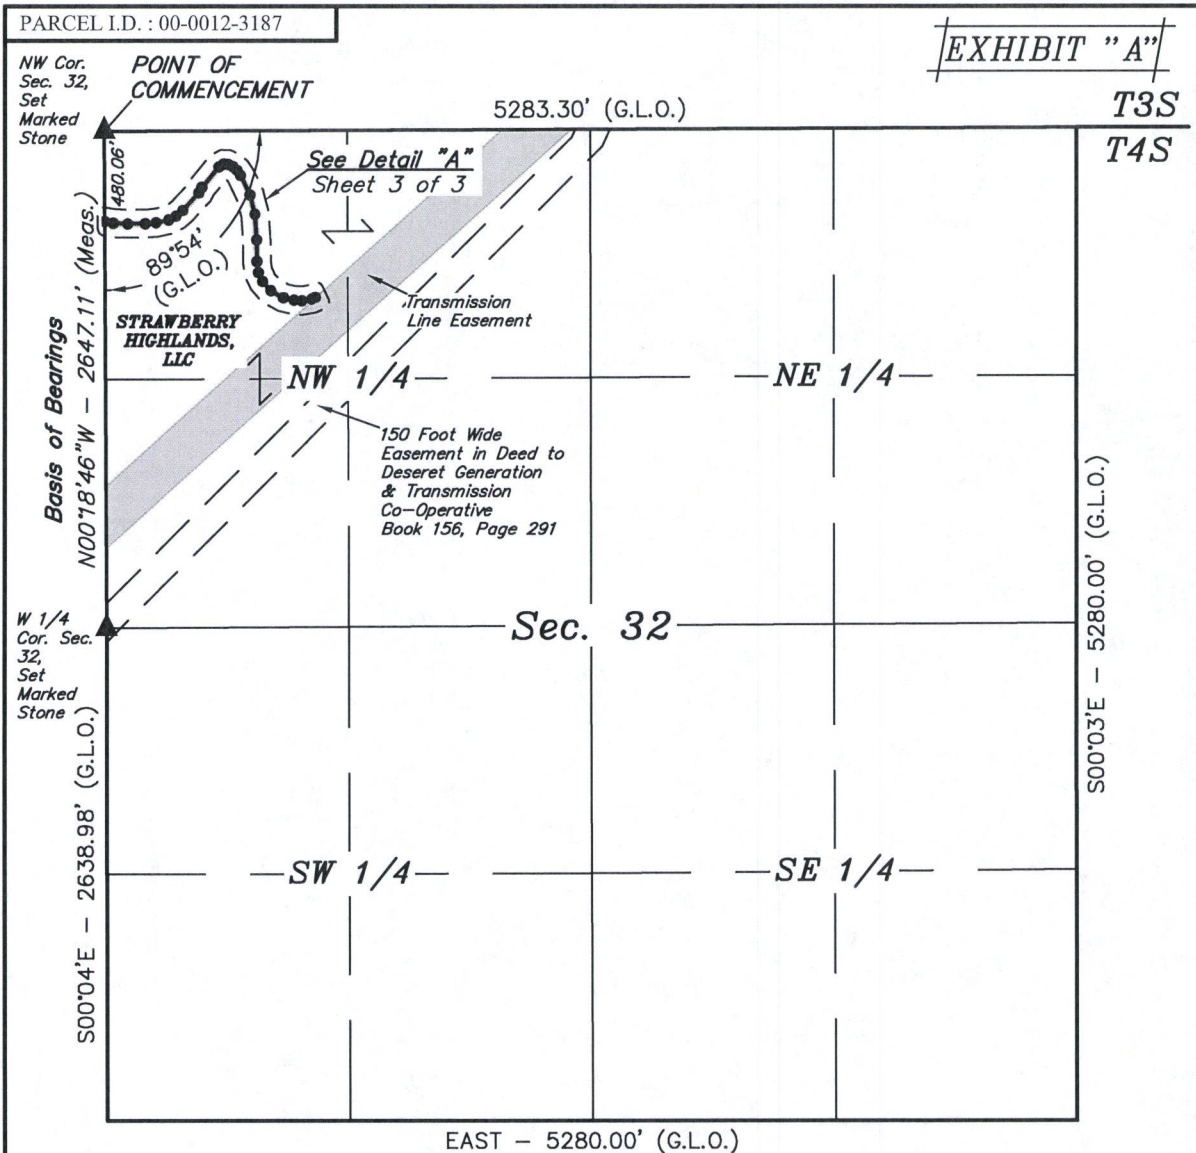 PARCEL I.D. : 00-0012-3187
EXHIBIT "A"
NW Cor.
Sec. 32,
Set
Marked
Stone
POINT OF
COMMENCEMENT
5283.30' (G.L.O.)
T3S
T4S
480.06'
See Detail "A"
Sheet 3 of 3
89°54'
(G.L.O.)
Transmission
Line Easement
STRAWBERRY
HIGHLANDS,
LLC
Basis of Bearings
N00°18'46"W - 2647.11' (Meas.)
NW 1/4
NE 1/4
150 Foot Wide
Easement in Deed to
Deseret Generation
& Transmission
Co-Operative
Book 156, Page 291
W 1/4
Cor. Sec.
32,
Set
Marked
Stone
Sec. 32
S00°03'E - 5280.00' (G.L.O.)
S00°04'E - 2638.98' (G.L.O.)
SW 1/4
SE 1/4
EAST - 5280.00' (G.L.O.)